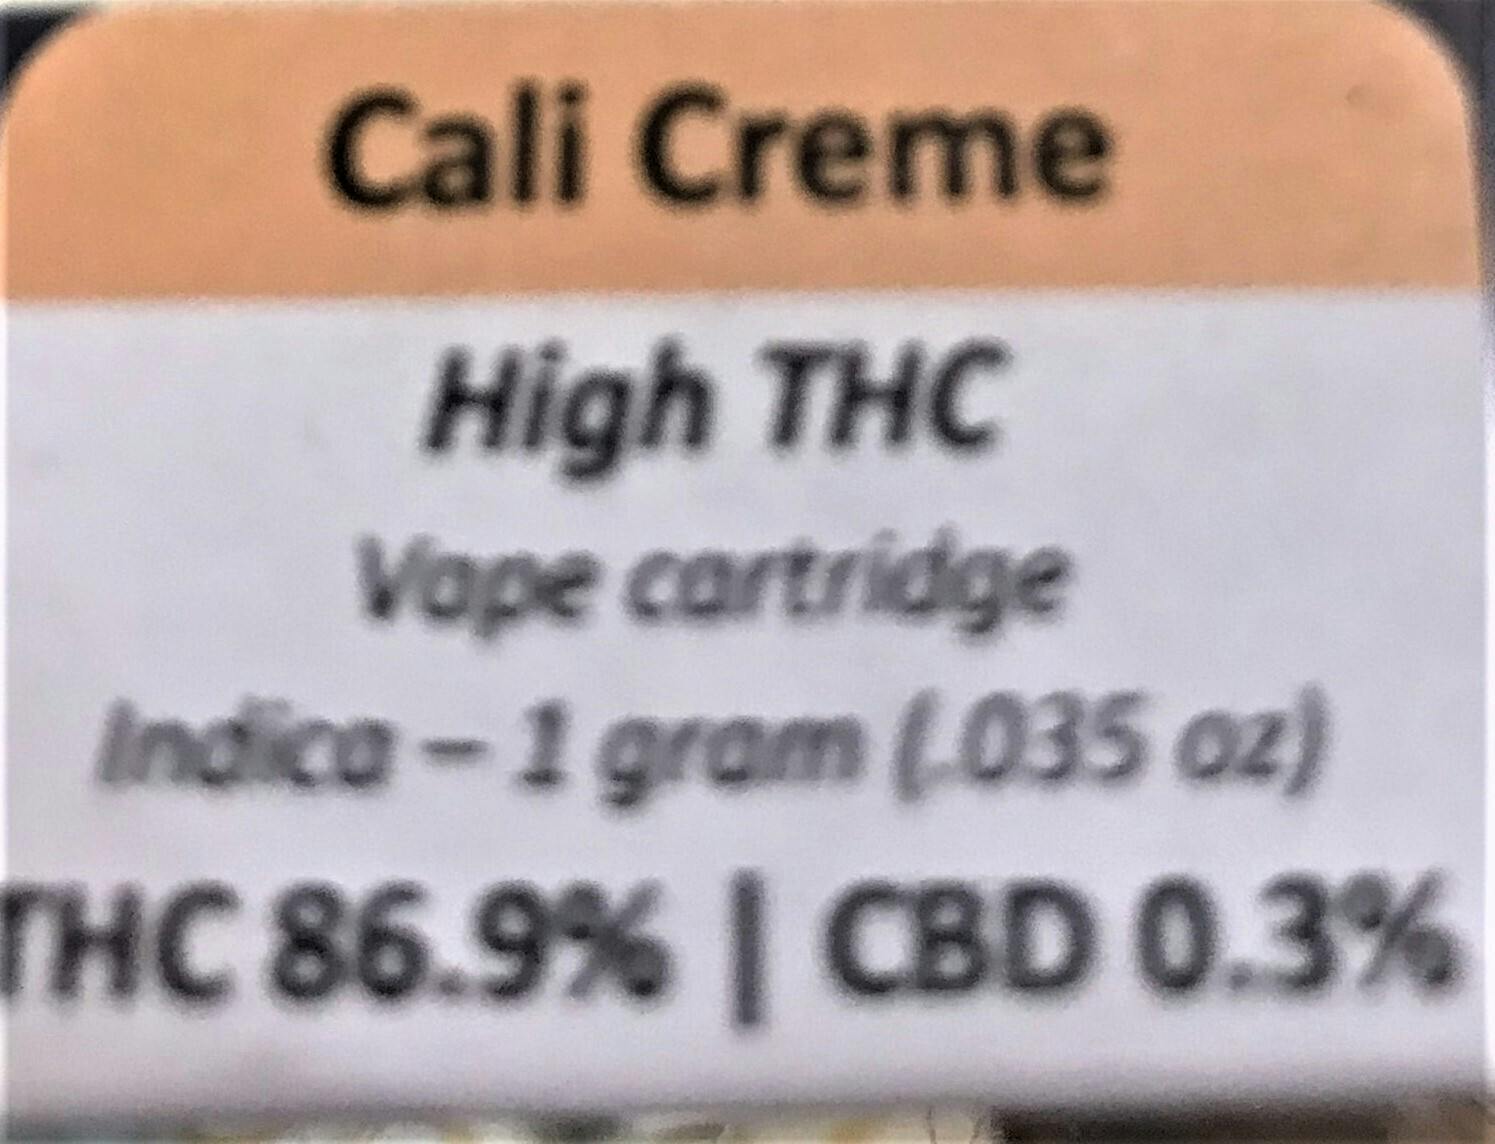 Cali Creme
High THC
Vape cartridge
Indica – 1 gram (.035 oz)
THC 86.9% | CBD 0.3%